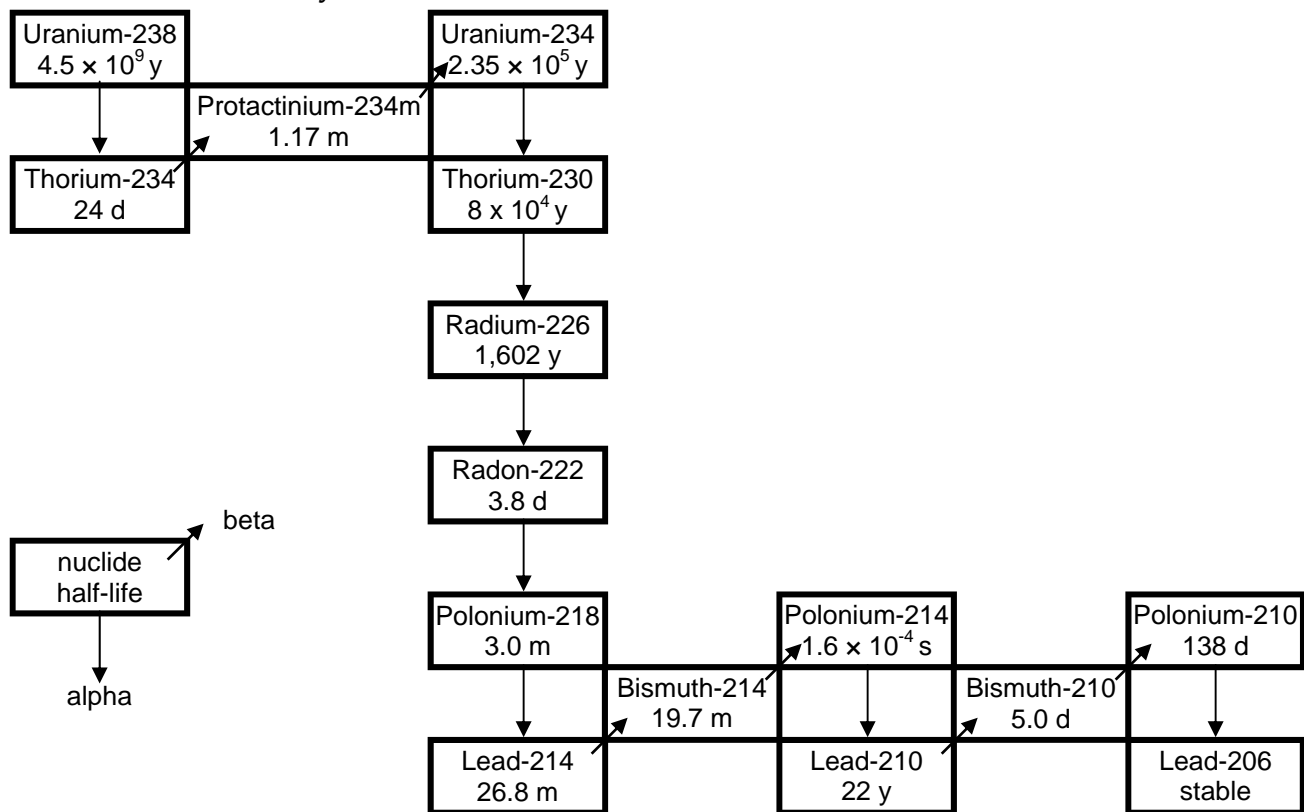 Uranium-238
4.5 × 10⁹ y
Uranium-234
2.35 × 10⁵ y
Protactinium-234m
1.17 m
Thorium-234
24 d
Thorium-230
8 x 10⁴ y
Radium-226
1,602 y
Radon-222
3.8 d
beta
nuclide
half-life
alpha
Polonium-218
3.0 m
Polonium-214
1.6 × 10⁻⁴ s
Polonium-210
138 d
Bismuth-214
19.7 m
Bismuth-210
5.0 d
Lead-214
26.8 m
Lead-210
22 y
Lead-206
stable